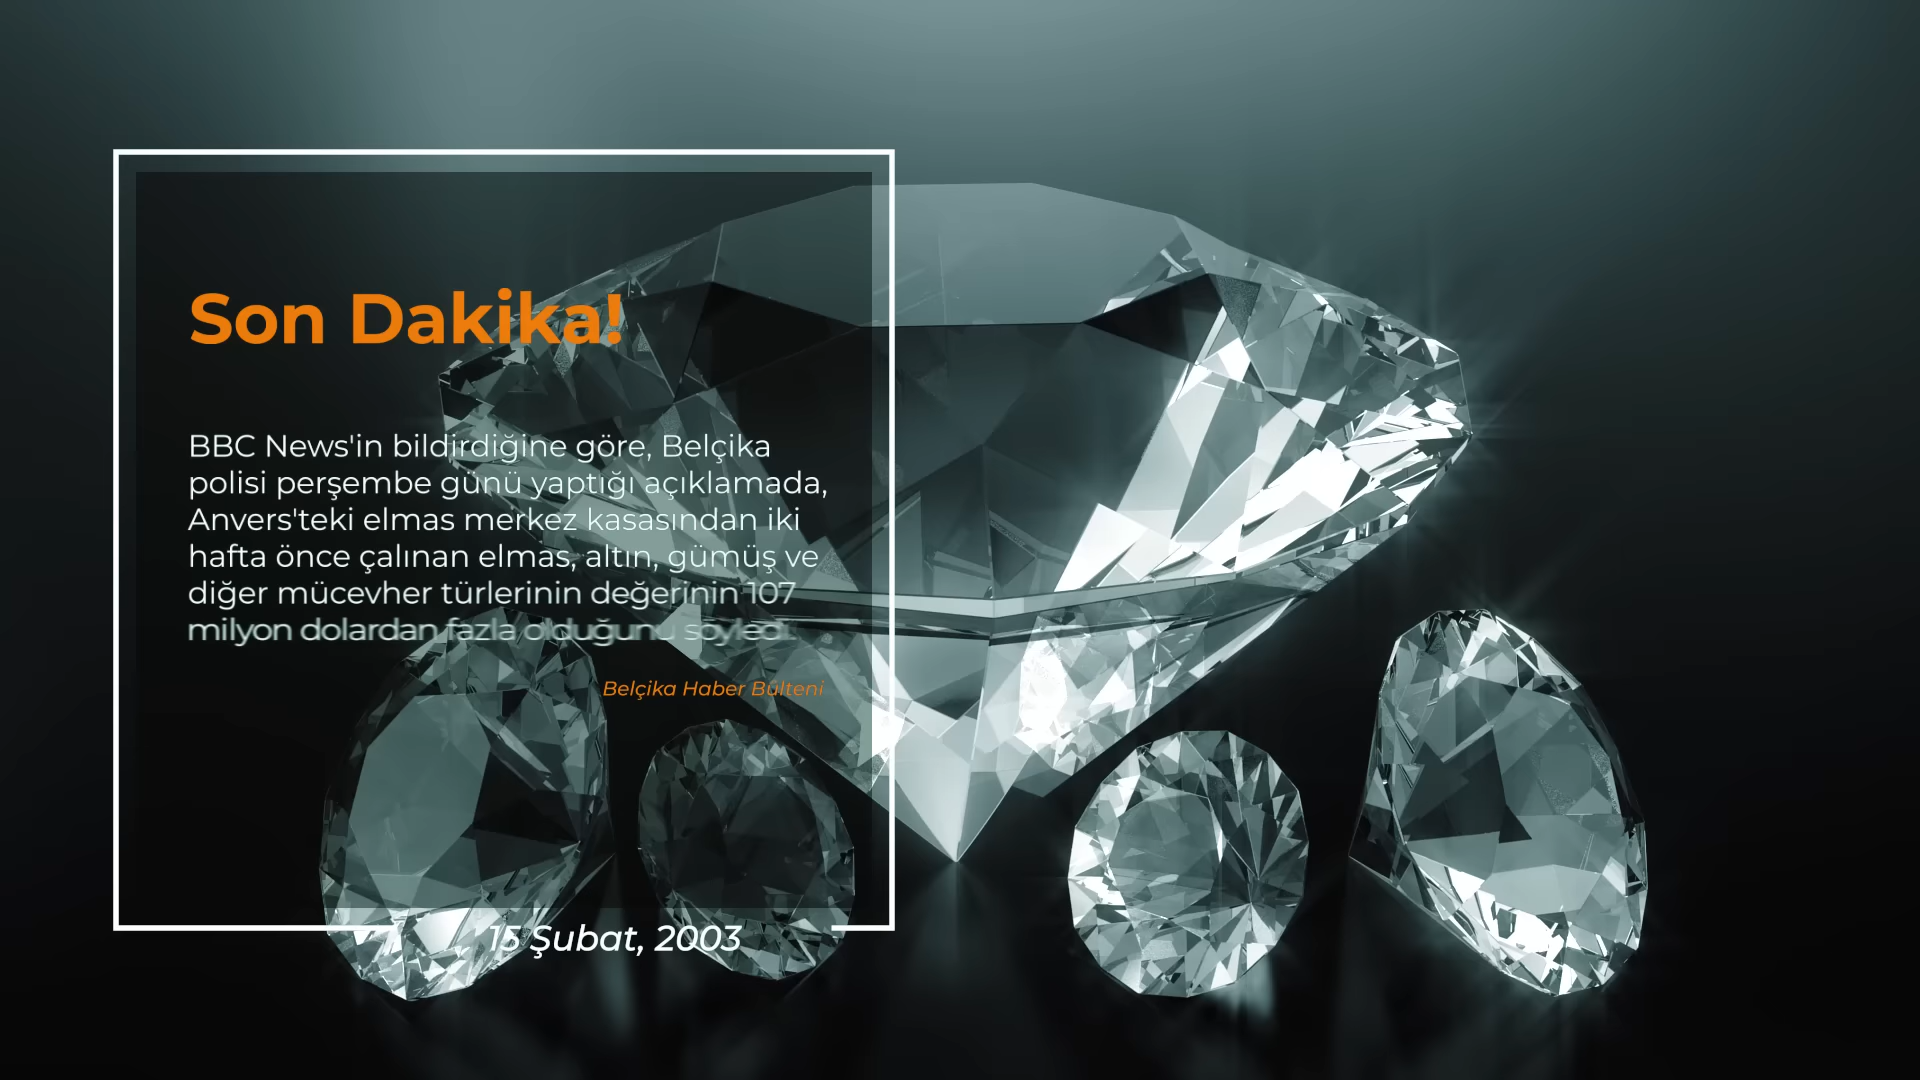 Son Dakika!
BBC News'in bildirdiğine göre, Belçika
polisi perşembe günü yaptığı açıklamada,
Anvers'teki elmas merkez kasasından iki
hafta önce çalınan elmas, altın, gümüş ve
diğer mücevher türlerinin değerinin 107
milyon dolardan fazla olduğunu söyledi.
Belçika Haber Bülteni
15 Şubat, 2003